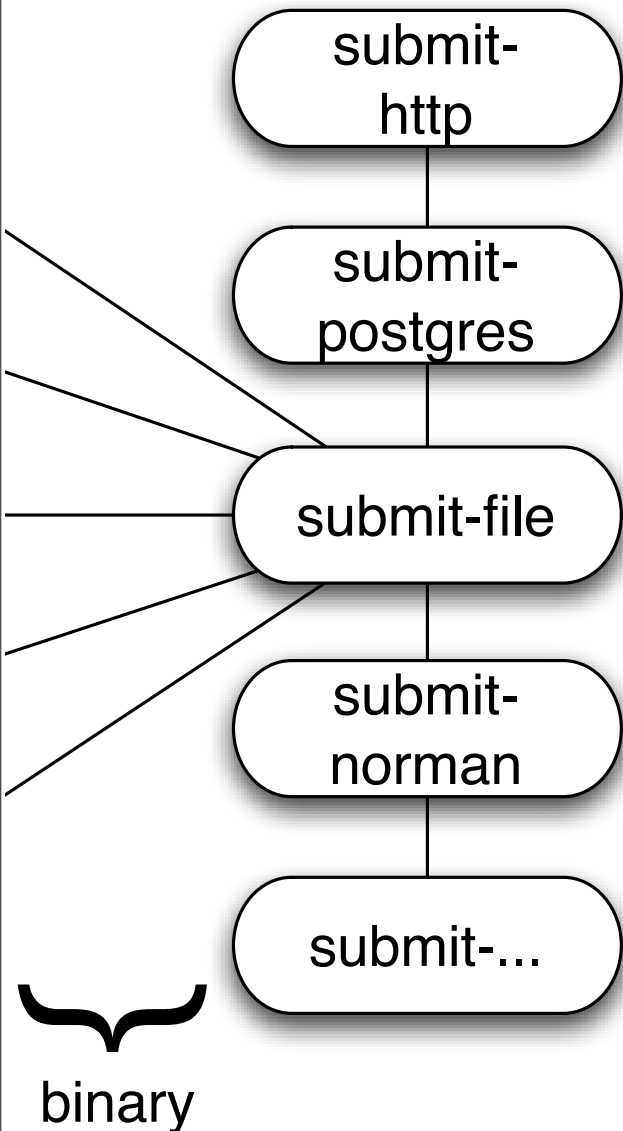 submit-
http
submit-
postgres
submit-file
submit-
norman
submit-...
binary